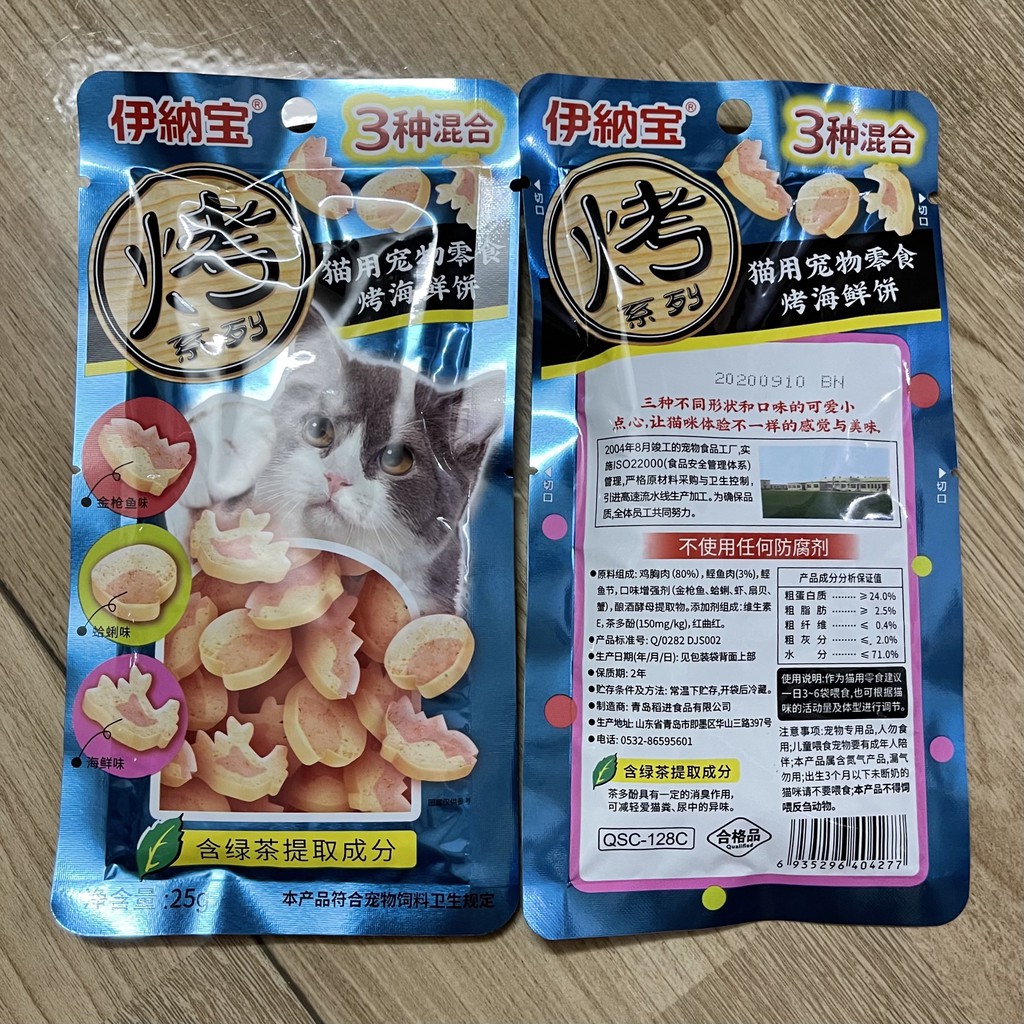 伊納宝®
3种混合
烤
系列
猫用宠物零食
烤海鲜饼
金枪鱼味
蛤蜊味
海鲜味
含绿茶提取成分
净含量:25g
本产品符合宠物饲料卫生规定
伊納宝®
3种混合
切口
切口
烤
系列
猫用宠物零食
烤海鲜饼
20200910 BN
三种不同形状和口味的可爱小
点心,让猫咪体验不一样的感觉与美味
2004年8月竣工的宠物食品工厂,实
施ISO22000(食品安全管理体系)
管理,严格原材料采购与卫生控制,
引进高速流水线生产加工。为确保品
质,全体员工共同努力。
切口
切口
不使用任何防腐剂
●原料组成: 鸡胸肉 (80%), 鲣鱼肉(3%), 鲣
鱼节, 口味增强剂(金枪鱼、蛤蜊、虾、扇贝、
蟹), 酿酒酵母提取物。添加剂组成: 维生素
E, 茶多酚(150mg/kg), 红曲红。
●产品标准号: Q/0282 DJS002
●生产日期(年/月/日): 见包装袋背面上部
●保质期: 2年
●贮存条件及方法: 常温下贮存, 开袋后冷藏。
●制造商: 青岛稻进食品有限公司
●生产地址: 山东省青岛市即墨区华山三路397号
●电话: 0532-86595601
产品成分分析保证值
粗蛋白质 ........ ≥24.0%
粗脂肪 ........ ≥ 2.5%
粗纤维 ........ ≤ 0.4%
粗灰分 ........ ≤ 2.0%
水分 ........ ≤71.0%
使用说明:作为猫用零食建议
一日3~6袋喂食,也可根据猫
咪的活动量及体型进行调节。
注意事项:宠物专用品,人勿食
用;儿童喂食宠物要有成年人陪
伴;本产品属含氮气产品,漏气
勿用;出生3个月以下未断奶的
猫咪请不要喂食;本产品不得饲
喂反刍动物。
含绿茶提取成分
茶多酚具有一定的消臭作用,
可减轻猫粪、尿中的异味。
QSC-128C
合格品
Qualified
6 935296 404277